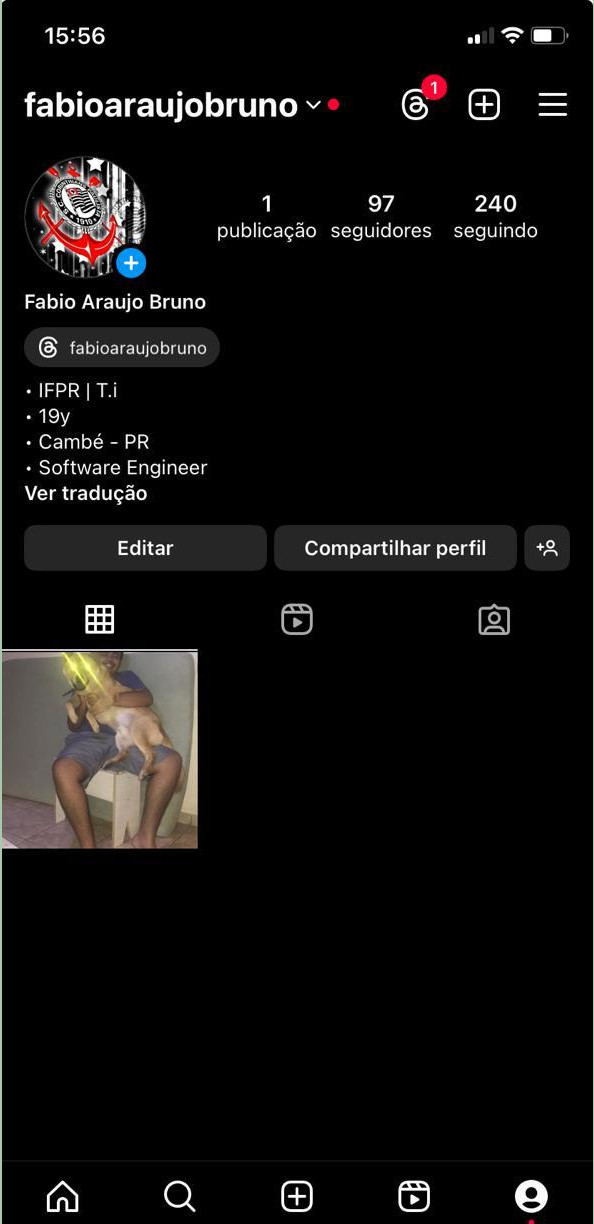 15:56
fabioaraujobruno
1
1 97 240
publicação seguidores seguindo
Fabio Araujo Bruno
fabioaraujobruno
• IFPR | T.i
• 19y
• Cambé - PR
• Software Engineer
Ver tradução
Editar Compartilhar perfil
1910